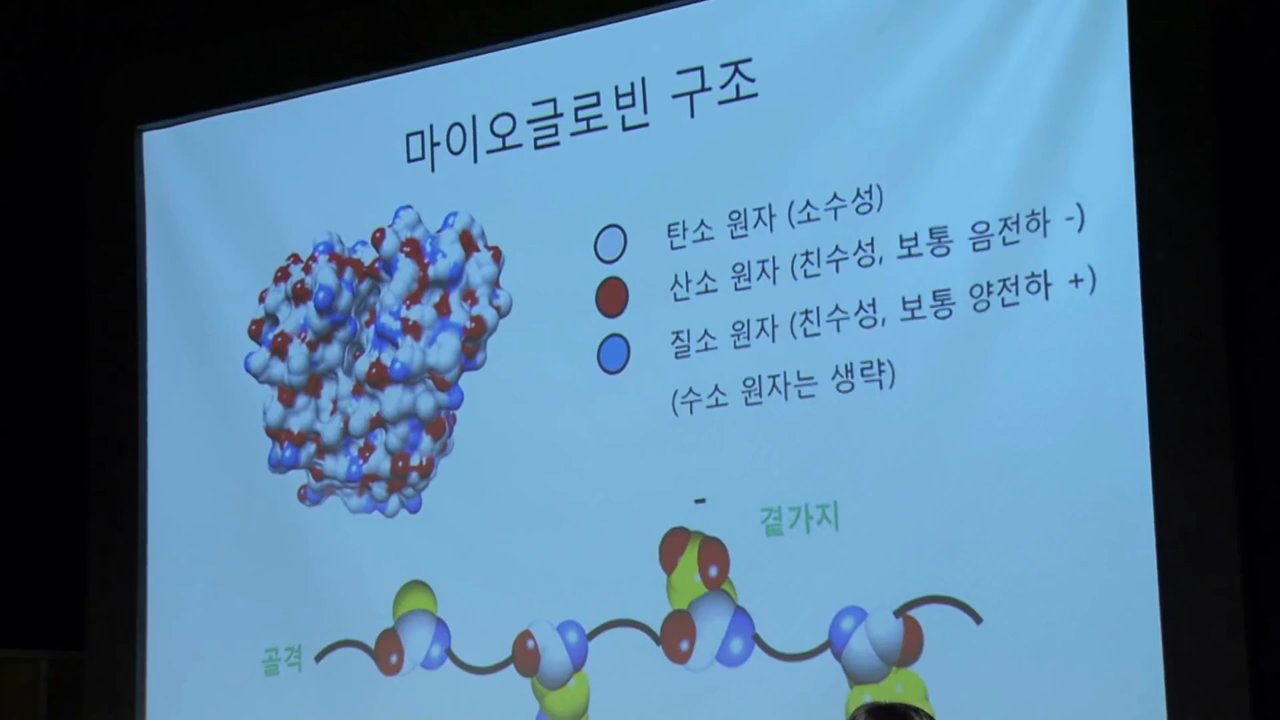 마이오글로빈 구조
탄소 원자 (소수성)
산소 원자 (친수성, 보통 음전하 -)
질소 원자 (친수성, 보통 양전하 +)
(수소 원자는 생략)
-
곁가지
골격